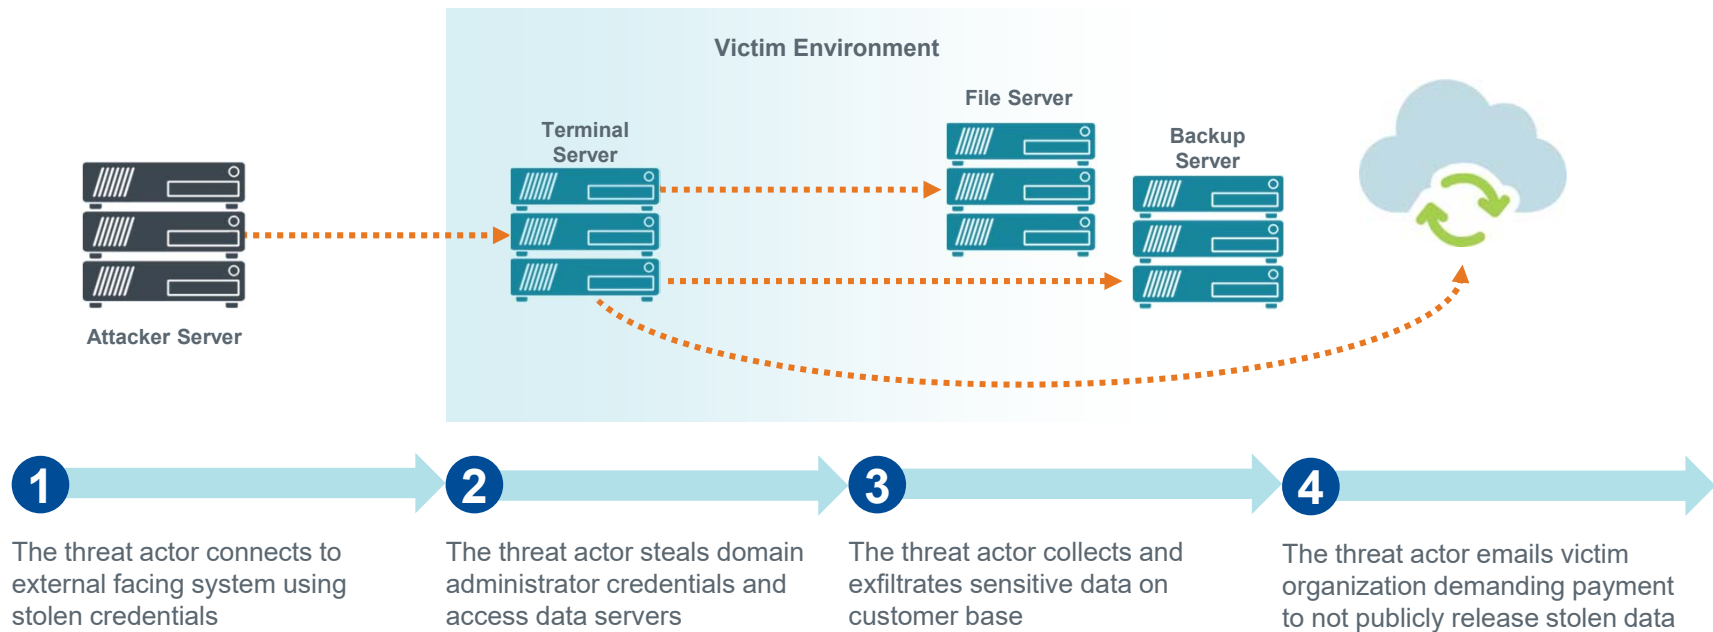 Victim Environment
File Server
Terminal
Server
Backup
Server
Attacker Server
1
2
3
4
The threat actor connects to
external facing system using
stolen credentials
The threat actor steals domain
administrator credentials and
access data servers
The threat actor collects and
exfiltrates sensitive data on
customer base
The threat actor emails victim
organization demanding payment
to not publicly release stolen data